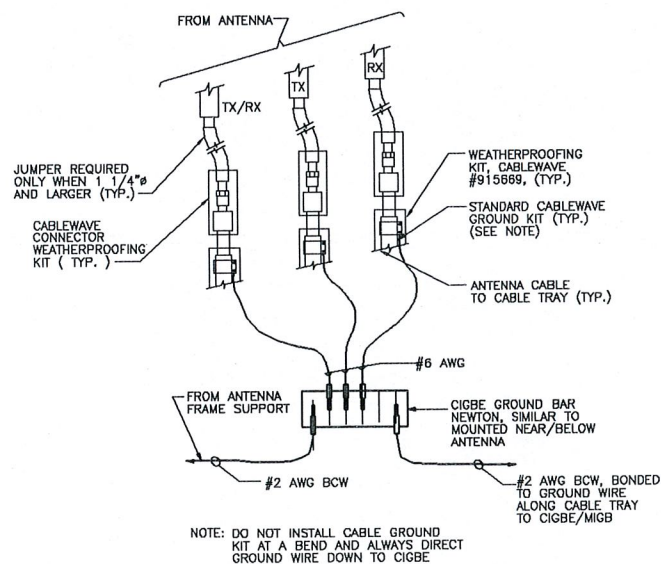 FROM ANTENNA
TX/RX
TX
RX
JUMPER REQUIRED
ONLY WHEN 1 1/4"ø
AND LARGER (TYP.)
CABLEWAVE
CONNECTOR
WEATHERPROOFING
KIT ( TYP. )
WEATHERPROOFING
KIT, CABLEWAVE
#915669, (TYP.)
STANDARD CABLEWAVE
GROUND KIT (TYP.)
(SEE NOTE)
ANTENNA CABLE
TO CABLE TRAY (TYP.)
#6 AWG
FROM ANTENNA
FRAME SUPPORT
CIGBE GROUND BAR
NEWTON, SIMILAR TO
MOUNTED NEAR/BELOW
ANTENNA
#2 AWG BCW
#2 AWG BCW, BONDED
TO GROUND WIRE
ALONG CABLE TRAY
TO CIGBE/MIGB
NOTE: DO NOT INSTALL CABLE GROUND
KIT AT A BEND AND ALWAYS DIRECT
GROUND WIRE DOWN TO CIGBE